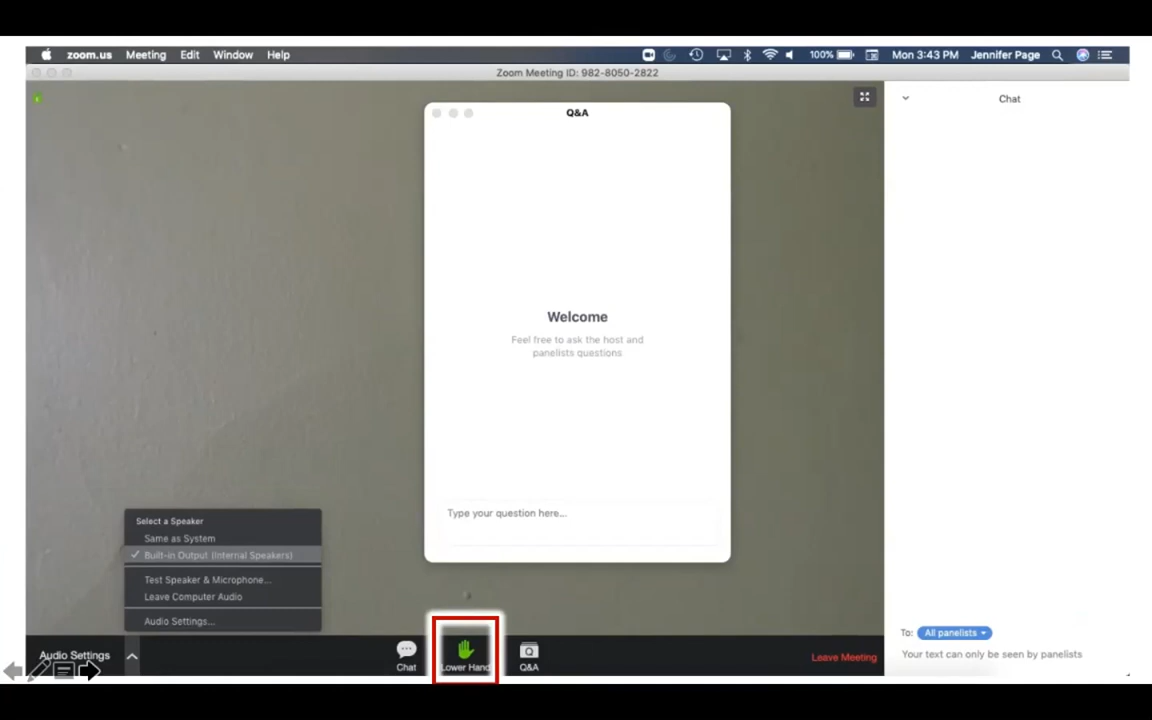 zoom.us Meeting Edit Window Help 100% Mon 3:43 PM Jennifer Page
Zoom Meeting ID: 982-8050-2822
Q&A
Chat
Welcome
Feel free to ask the host and
panelists questions
Type your question here...
Select a Speaker
Same as System
Built-in Output (Internal Speakers)
Test Speaker & Microphone...
Leave Computer Audio
Audio Settings...
Audio Settings
Chat
Lower Hand
Q&A
Leave Meeting
To: All panelists
Your text can only be seen by panelists